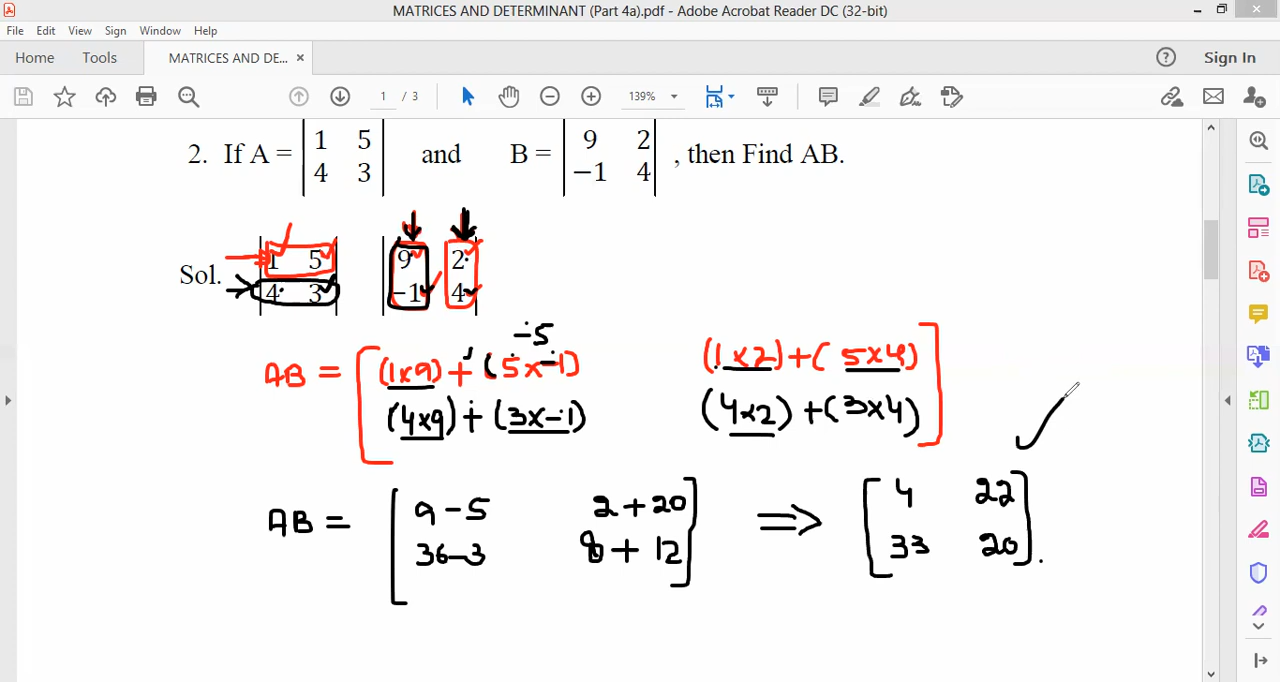 MATRICES AND DETERMINANT (Part 4a).pdf - Adobe Acrobat Reader DC (32-bit)
File Edit View Sign Window Help
Home Tools MATRICES AND DE... × Sign In
1 / 3 139%
2. If A = | 1 5 | and B = | 9 2 | , then Find AB.
| 4 3 | | −1 4 |
Sol. | 1 5 | | 9 2 |
| 4 3 | | −1 4 |
−5
AB = [ (1×9) + (5×−1) (1×2) + (5×4) ]
(4×9) + (3×−1) (4×2) + (3×4)
AB = [ 9 − 5 2 + 20 ] ⇒ [ 4 22 ]
36 − 3 8 + 12 33 20 .